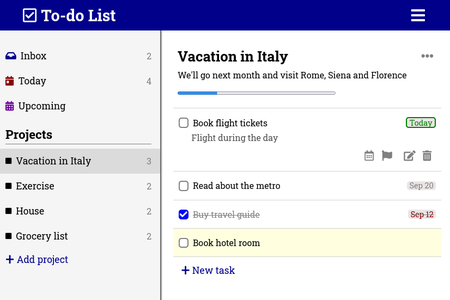 To-do List
Inbox 2
Today 4
Upcoming
Projects
Vacation in Italy 3
Exercise 2
House 2
Grocery list 2
+ Add project
Vacation in Italy
We'll go next month and visit Rome, Siena and Florence
Book flight tickets Today
Flight during the day
Read about the metro Sep 20
Buy travel guide Sep 12
Book hotel room
+ New task